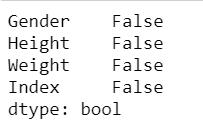 Gender    False
Height    False
Weight    False
Index     False
dtype: bool